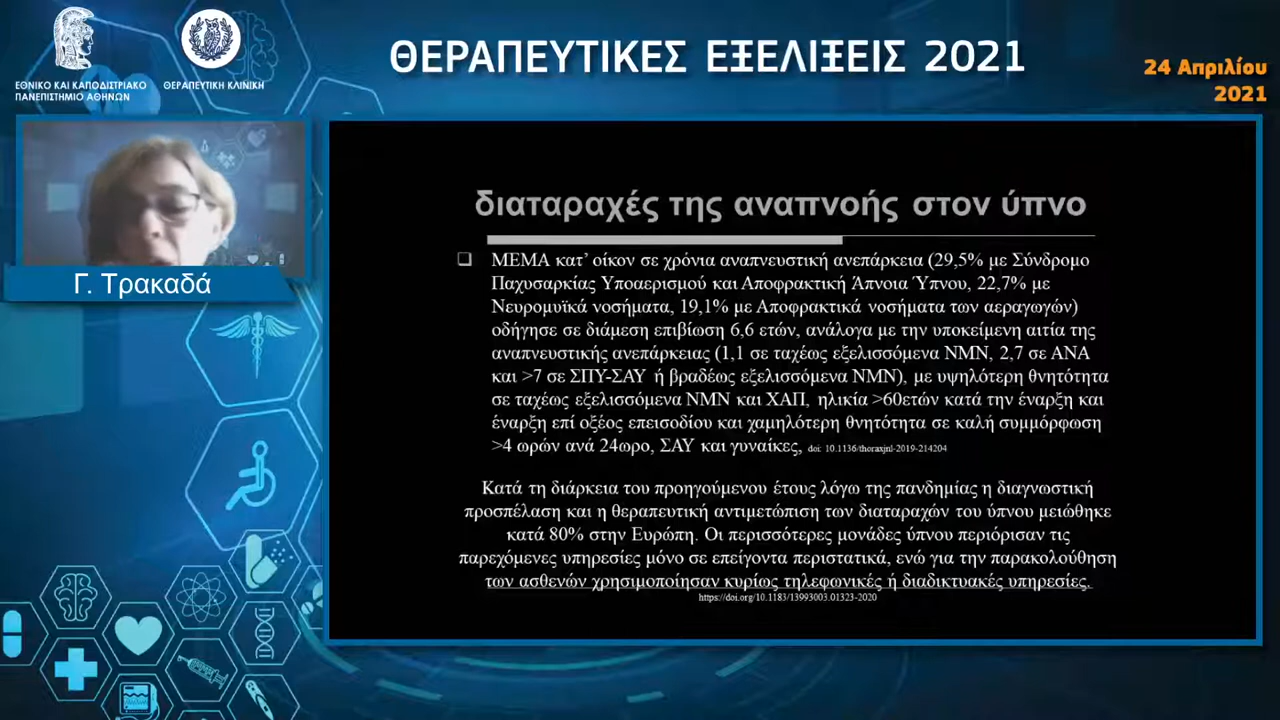 ΕΘΝΙΚΟ ΚΑΙ ΚΑΠΟΔΙΣΤΡΙΑΚΟ
ΠΑΝΕΠΙΣΤΗΜΙΟ ΑΘΗΝΩΝ
ΘΕΡΑΠΕΥΤΙΚΗ ΚΛΙΝΙΚΗ
ΘΕΡΑΠΕΥΤΙΚΕΣ ΕΞΕΛΙΞΕΙΣ 2021
24 Απριλίου
2021
Γ. Τρακαδά
διαταραχές της αναπνοής στον ύπνο
❑ ΜΕΜΑ κατ’ οίκον σε χρόνια αναπνευστική ανεπάρκεια (29,5% με Σύνδρομο
Παχυσαρκίας Υποαερισμού και Αποφρακτική Άπνοια Ύπνου, 22,7% με
Νευρομυϊκά νοσήματα, 19,1% με Αποφρακτικά νοσήματα των αεραγωγών)
οδήγησε σε διάμεση επιβίωση 6,6 ετών, ανάλογα με την υποκείμενη αιτία της
αναπνευστικής ανεπάρκειας (1,1 σε ταχέως εξελισσόμενα ΝΜΝ, 2,7 σε ΑΝΑ
και >7 σε ΣΠΥ-ΣΑΥ ή βραδέως εξελισσόμενα ΝΜΝ), με υψηλότερη θνητότητα
σε ταχέως εξελισσόμενα ΝΜΝ και ΧΑΠ, ηλικία >60ετών κατά την έναρξη και
έναρξη επί οξέος επεισοδίου και χαμηλότερη θνητότητα σε καλή συμμόρφωση
>4 ωρών ανά 24ωρο, ΣΑΥ και γυναίκες, doi: 10.1136/thoraxjnl-2019-214204
Κατά τη διάρκεια του προηγούμενου έτους λόγω της πανδημίας η διαγνωστική
προσπέλαση και η θεραπευτική αντιμετώπιση των διαταραχών του ύπνου μειώθηκε
κατά 80% στην Ευρώπη. Οι περισσότερες μονάδες ύπνου περιόρισαν τις
παρεχόμενες υπηρεσίες μόνο σε επείγοντα περιστατικά, ενώ για την παρακολούθηση
των ασθενών χρησιμοποίησαν κυρίως τηλεφωνικές ή διαδικτυακές υπηρεσίες.
https://doi.org/10.1183/13993003.01323-2020